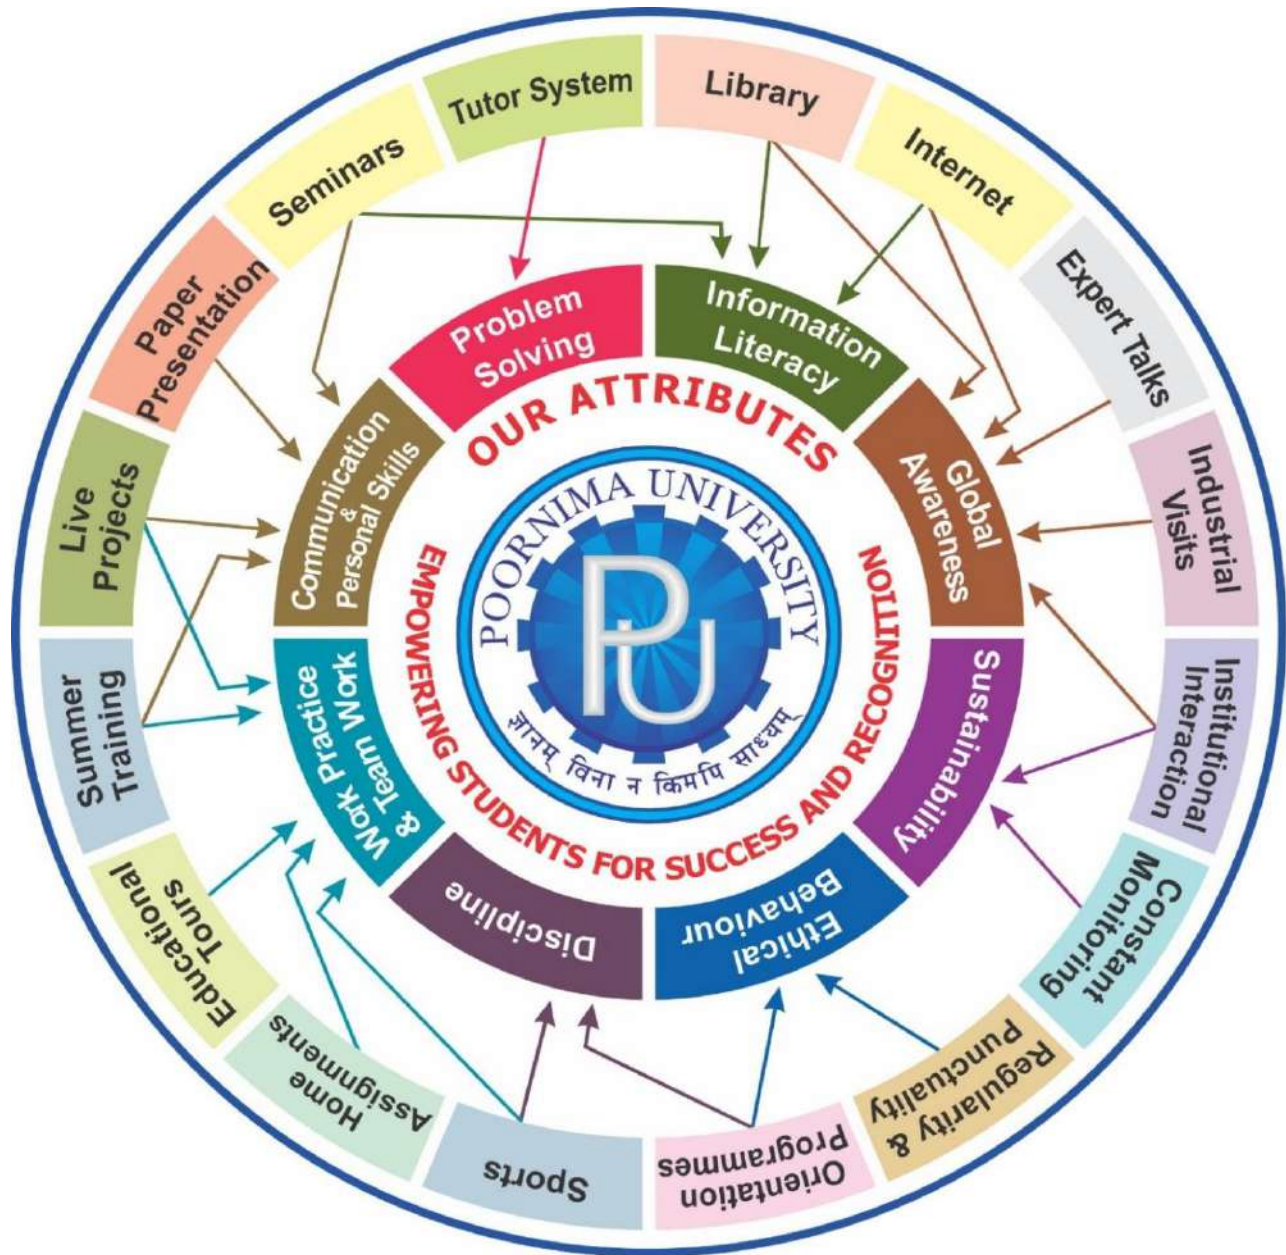 Tutor System
Library
Internet
Expert Talks
Industrial
Visits
Institutional
Interaction
Constant
Monitoring
Regularity &
Punctuality
Orientation
Programmes
Sports
Home
Assignments
Educational
Tours
Summer
Training
Live
Projects
Paper
Presentation
Seminars
Problem
Solving
Information
Literacy
Global
Awareness
Sustainability
Ethical
Behaviour
Discipline
Work Practice
& Team Work
Communication
&
Personal Skills
OUR ATTRIBUTES
EMPOWERING STUDENTS FOR SUCCESS AND RECOGNITION
POORNIMA UNIVERSITY
PU
ज्ञानम् विना न किमपि साध्यम्